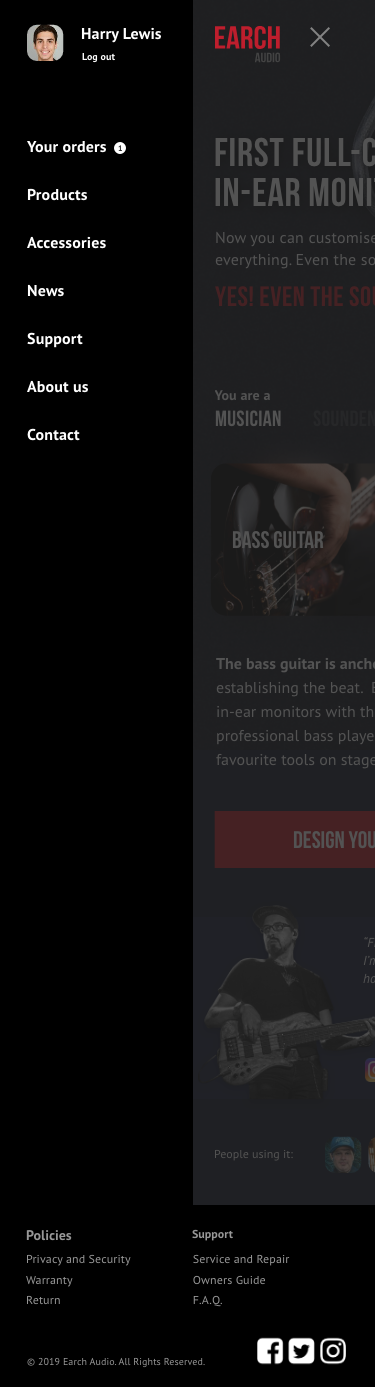 Harry Lewis
Log out
Your orders 1
Products
Accessories
News
Support
About us
Contact
EARCH
AUDIO
FIRST FULL-C
IN-EAR MONI
Now you can customise
everything. Even the so
YES! EVEN THE SOU
You are a
MUSICIAN SOUNDEN
BASS GUITAR
The bass guitar is ancho
establishing the beat. E
in-ear monitors with th
professional bass playe
favourite tools on stage
DESIGN YOU
"F
I'm
ho
People using it:
Policies
Privacy and Security
Warranty
Return
Support
Service and Repair
Owners Guide
F.A.Q.
© 2019 Earch Audio. All Rights Reserved.